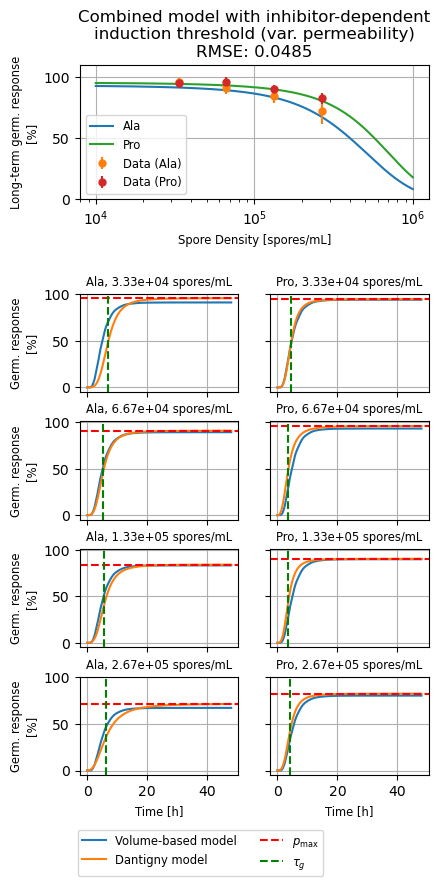 Combined model with inhibitor-dependent
induction threshold (var. permeability)
RMSE: 0.0485
Long-term germ. response
[%]
100
50
0
Ala
Pro
Data (Ala)
Data (Pro)
10⁴
10⁵
10⁶
Spore Density [spores/mL]
Ala, 3.33e+04 spores/mL
Pro, 3.33e+04 spores/mL
Germ. response
[%]
100
50
0
Ala, 6.67e+04 spores/mL
Pro, 6.67e+04 spores/mL
Germ. response
[%]
100
50
0
Ala, 1.33e+05 spores/mL
Pro, 1.33e+05 spores/mL
Germ. response
[%]
100
50
0
Ala, 2.67e+05 spores/mL
Pro, 2.67e+05 spores/mL
Germ. response
[%]
100
50
0
0 20 40
0 20 40
Time [h]
Time [h]
Volume-based model
Dantigny model
p_max
τ_g